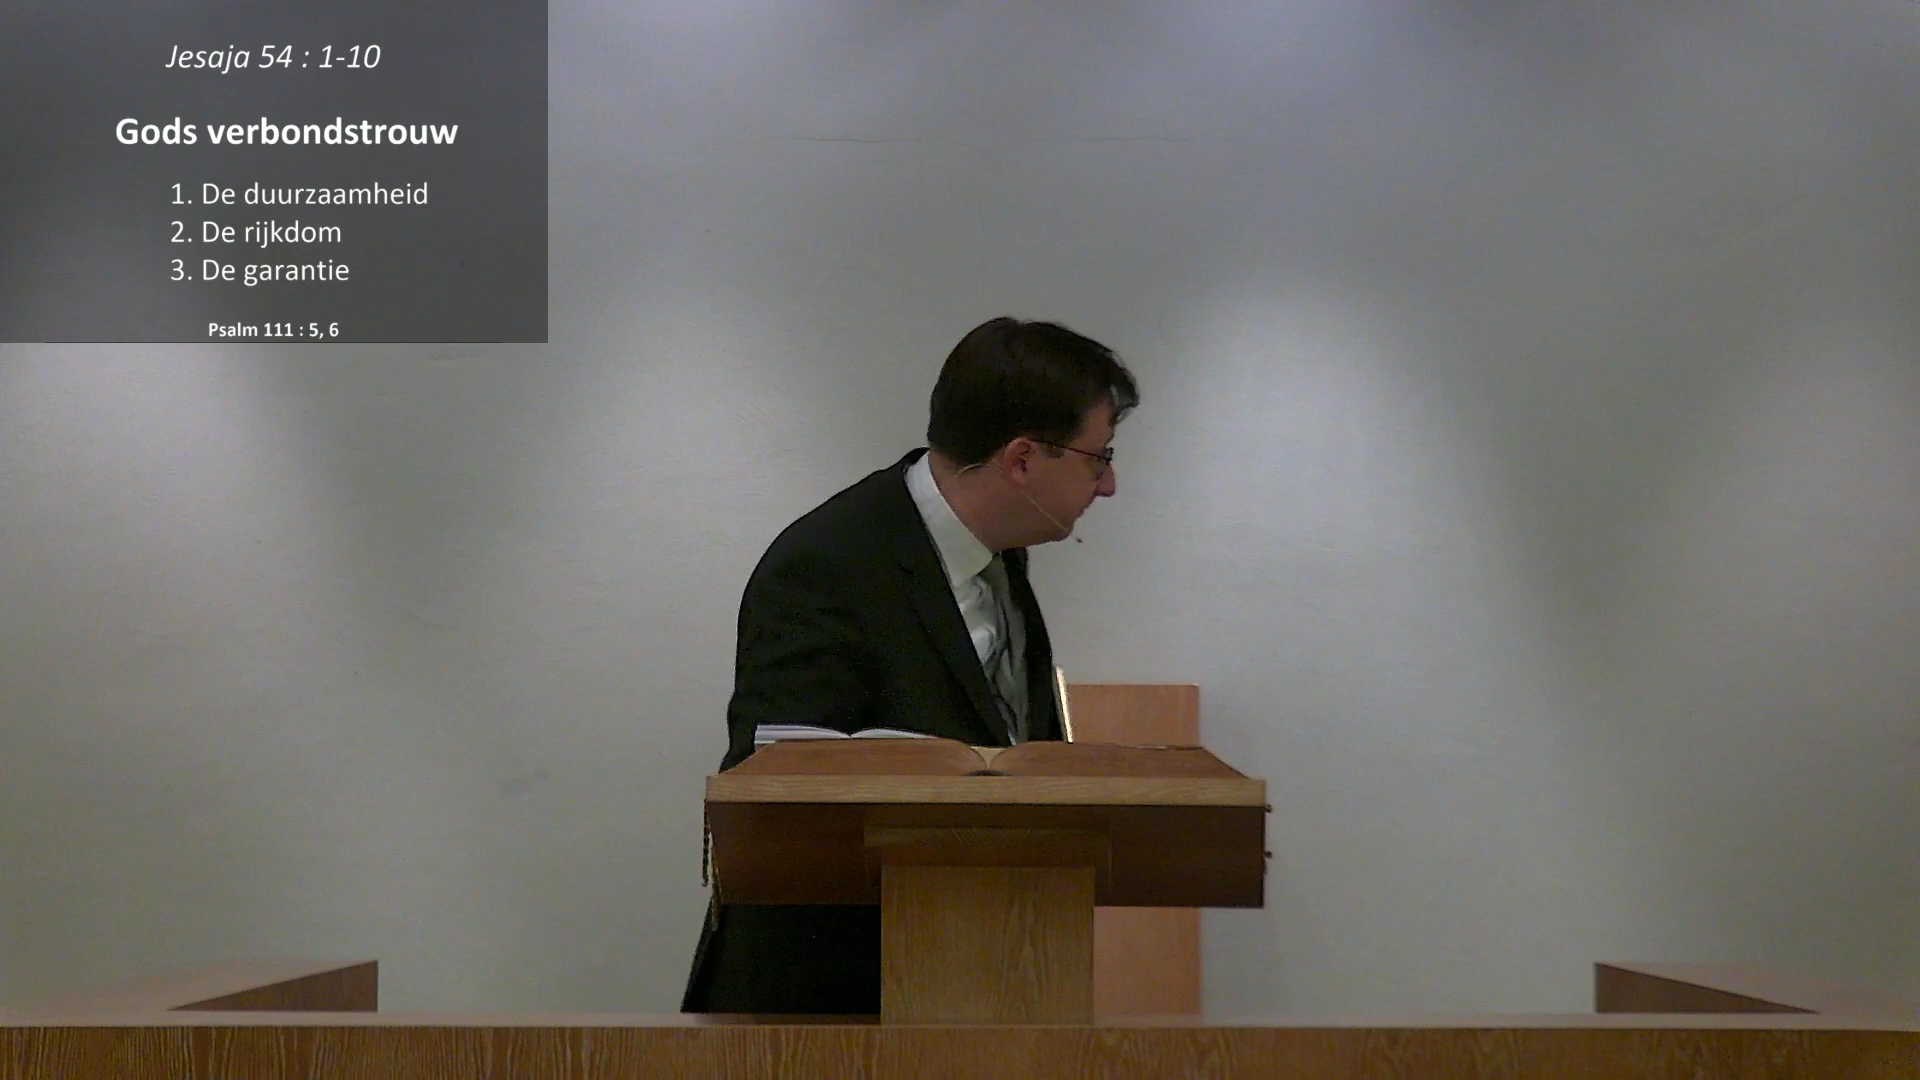 Jesaja 54 : 1-10
Gods verbondstrouw
1. De duurzaamheid
2. De rijkdom
3. De garantie
Psalm 111 : 5, 6